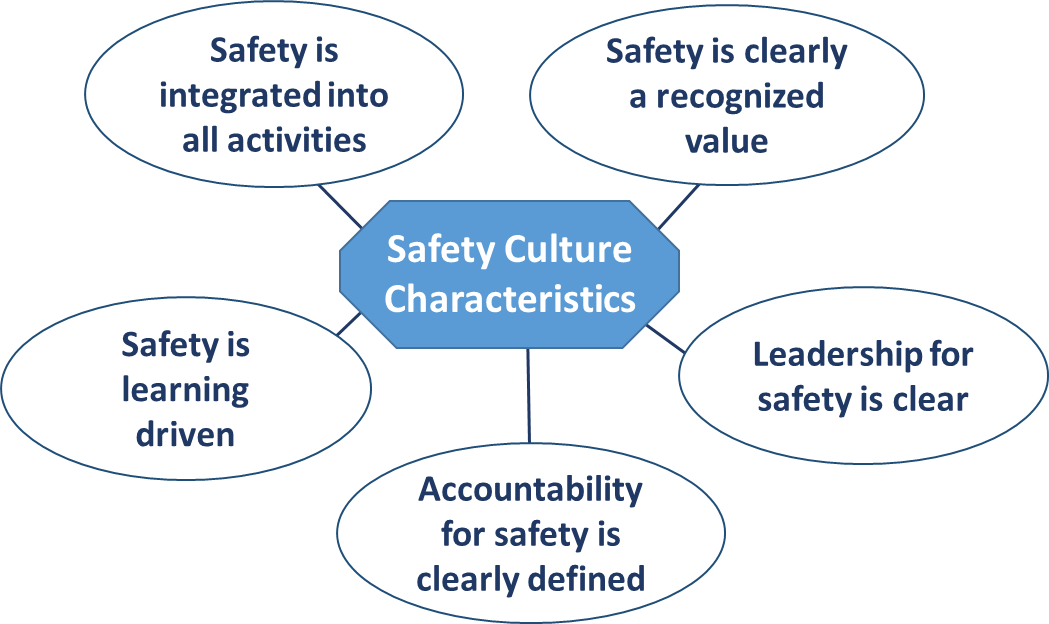 Safety is
integrated into
all activities
Safety is clearly
a recognized
value
Safety Culture
Characteristics
Safety is
learning
driven
Leadership for
safety is clear
Accountability
for safety is
clearly defined